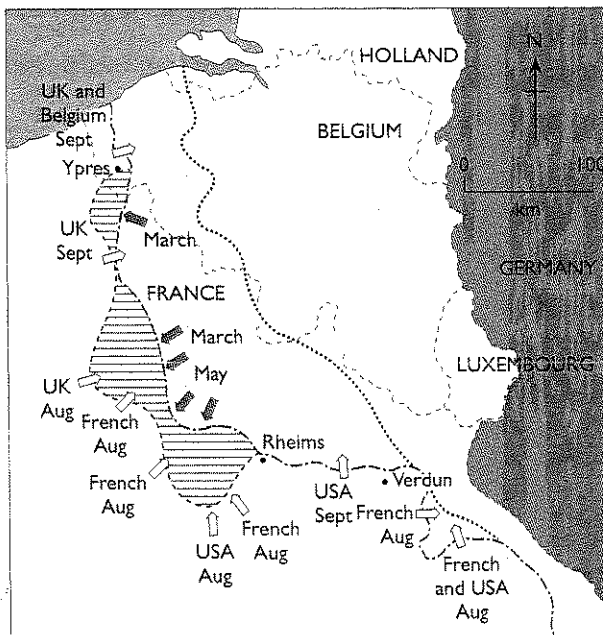 HOLLAND
N
UK and
Belgium
Sept
BELGIUM
Ypres
0 100
km
UK
Sept
March
GERMANY
FRANCE
March
LUXEMBOURG
May
UK
Aug
French
Aug
Rheims
French
Aug
Verdun
USA
Sept
French
Aug
French
Aug
USA
Aug
French
and USA
Aug